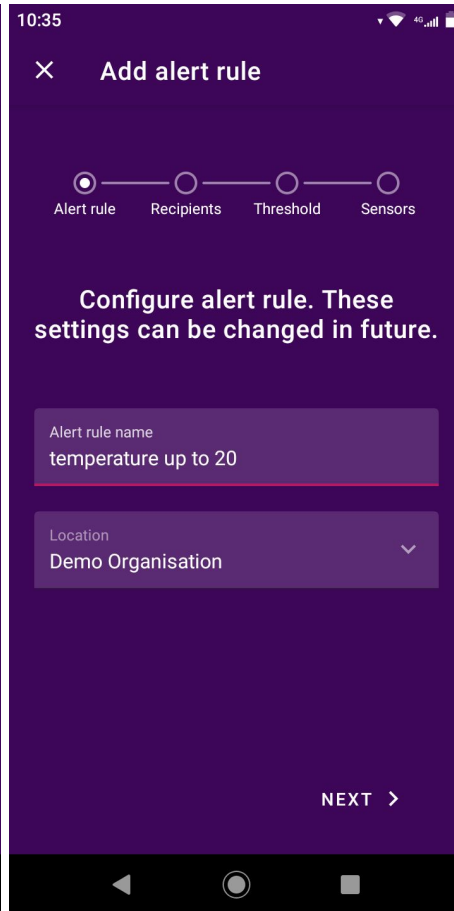 10:35
4G
Add alert rule
Alert rule Recipients Threshold Sensors
Configure alert rule. These
settings can be changed in future.
Alert rule name
temperature up to 20
Location
Demo Organisation
NEXT